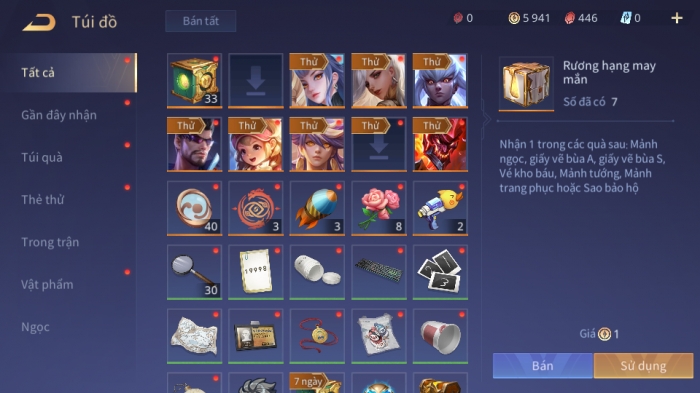 Túi đồ
Bán tất
0
5 941
446
0
+
Tất cả
Gần đây nhận
Túi quà
Thẻ thử
Trong trận
Vật phẩm
Ngọc
33
Thử
Thử
Thử
Thử
Thử
Thử
Thử
Thử
40
3
3
8
2
30
19998
3
7 ngày
Rương hạng may
mắn
Số đã có 7
Nhận 1 trong các quà sau: Mảnh
ngọc, giấy vẽ bùa A, giấy vẽ bùa S,
Vé kho báu, Mảnh tướng, Mảnh
trang phục hoặc Sao bảo hộ
Giá 1
Bán
Sử dụng